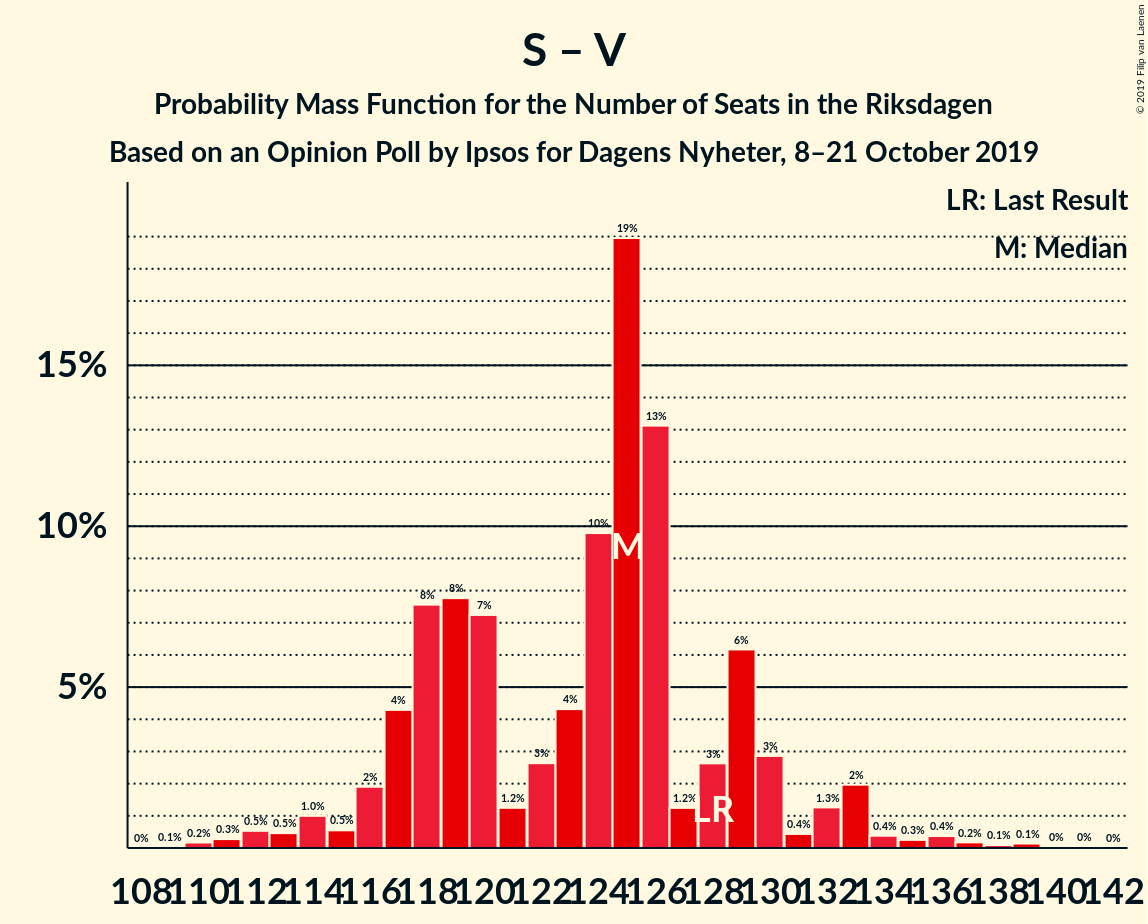 © 2019 Filip van Laenen
S – V
Probability Mass Function for the Number of Seats in the Riksdagen
Based on an Opinion Poll by Ipsos for Dagens Nyheter, 8–21 October 2019
LR: Last Result
M: Median
15%
10%
5%
0% 0.1% 0.2% 0.3% 0.5% 0.5% 1.0% 0.5% 2% 4% 8% 8% 7% 1.2% 3% 4% 10% 19% 13% 1.2% 3% 6% 3% 0.4% 1.3% 2% 0.4% 0.3% 0.4% 0.2% 0.1% 0.1% 0% 0% 0%
M
LR
108 110 112 114 116 118 120 122 124 126 128 130 132 134 136 138 140 142